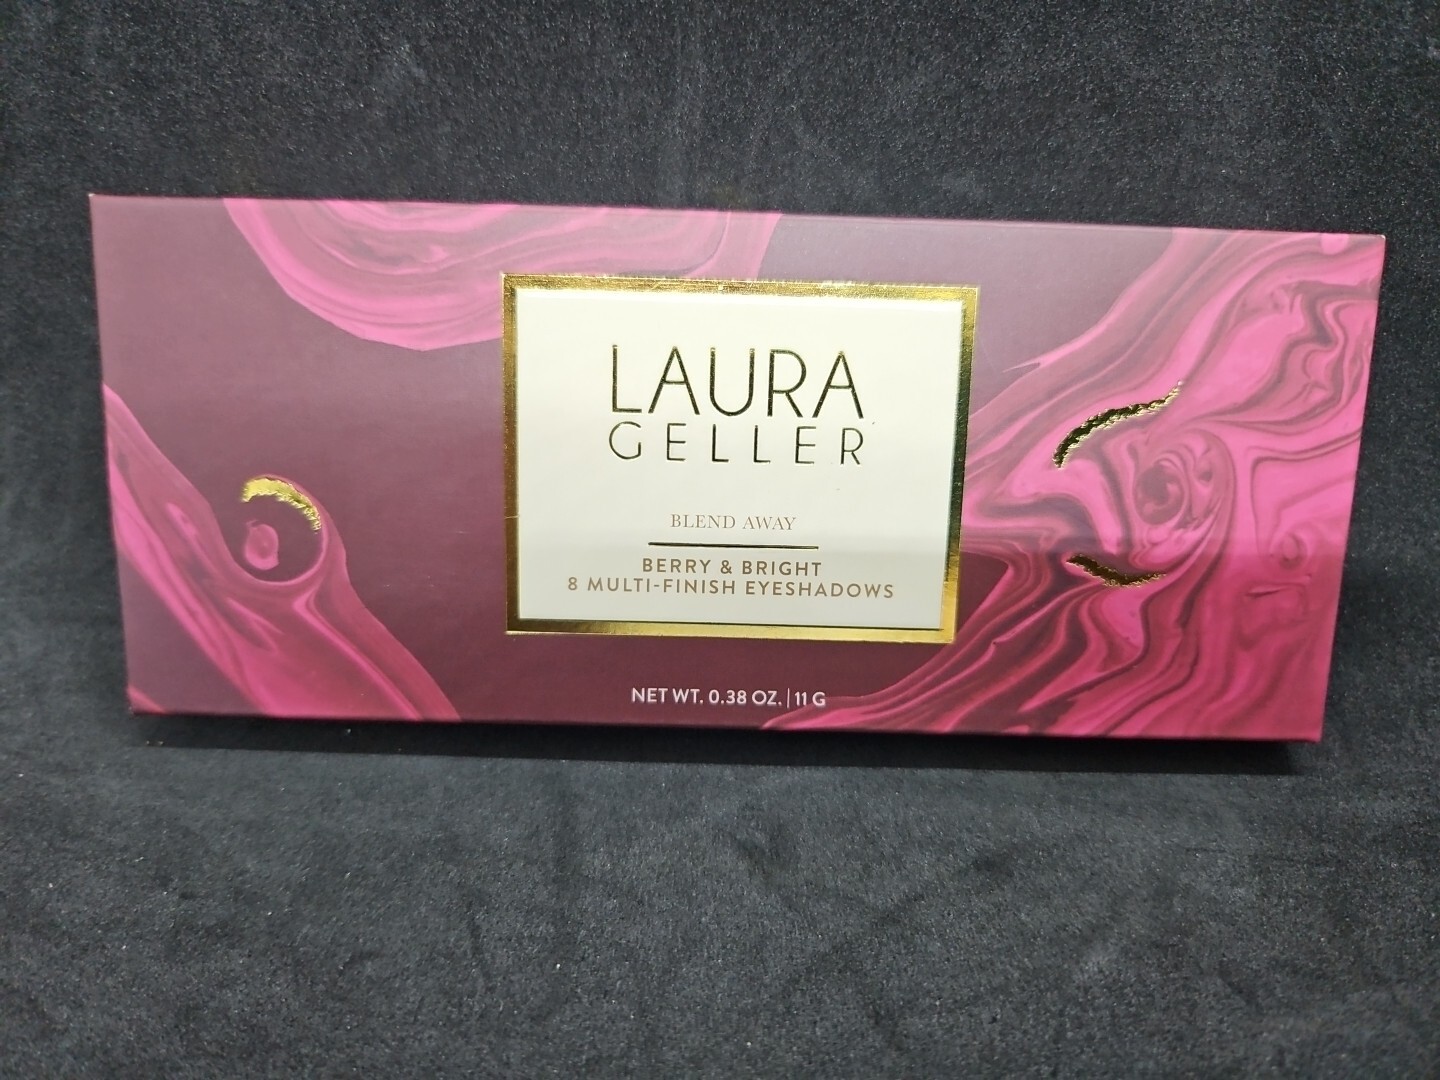 LAURA
GELLER
BLEND AWAY
BERRY & BRIGHT
8 MULTI-FINISH EYESHADOWS
NET WT. 0.38 OZ. | 11 G